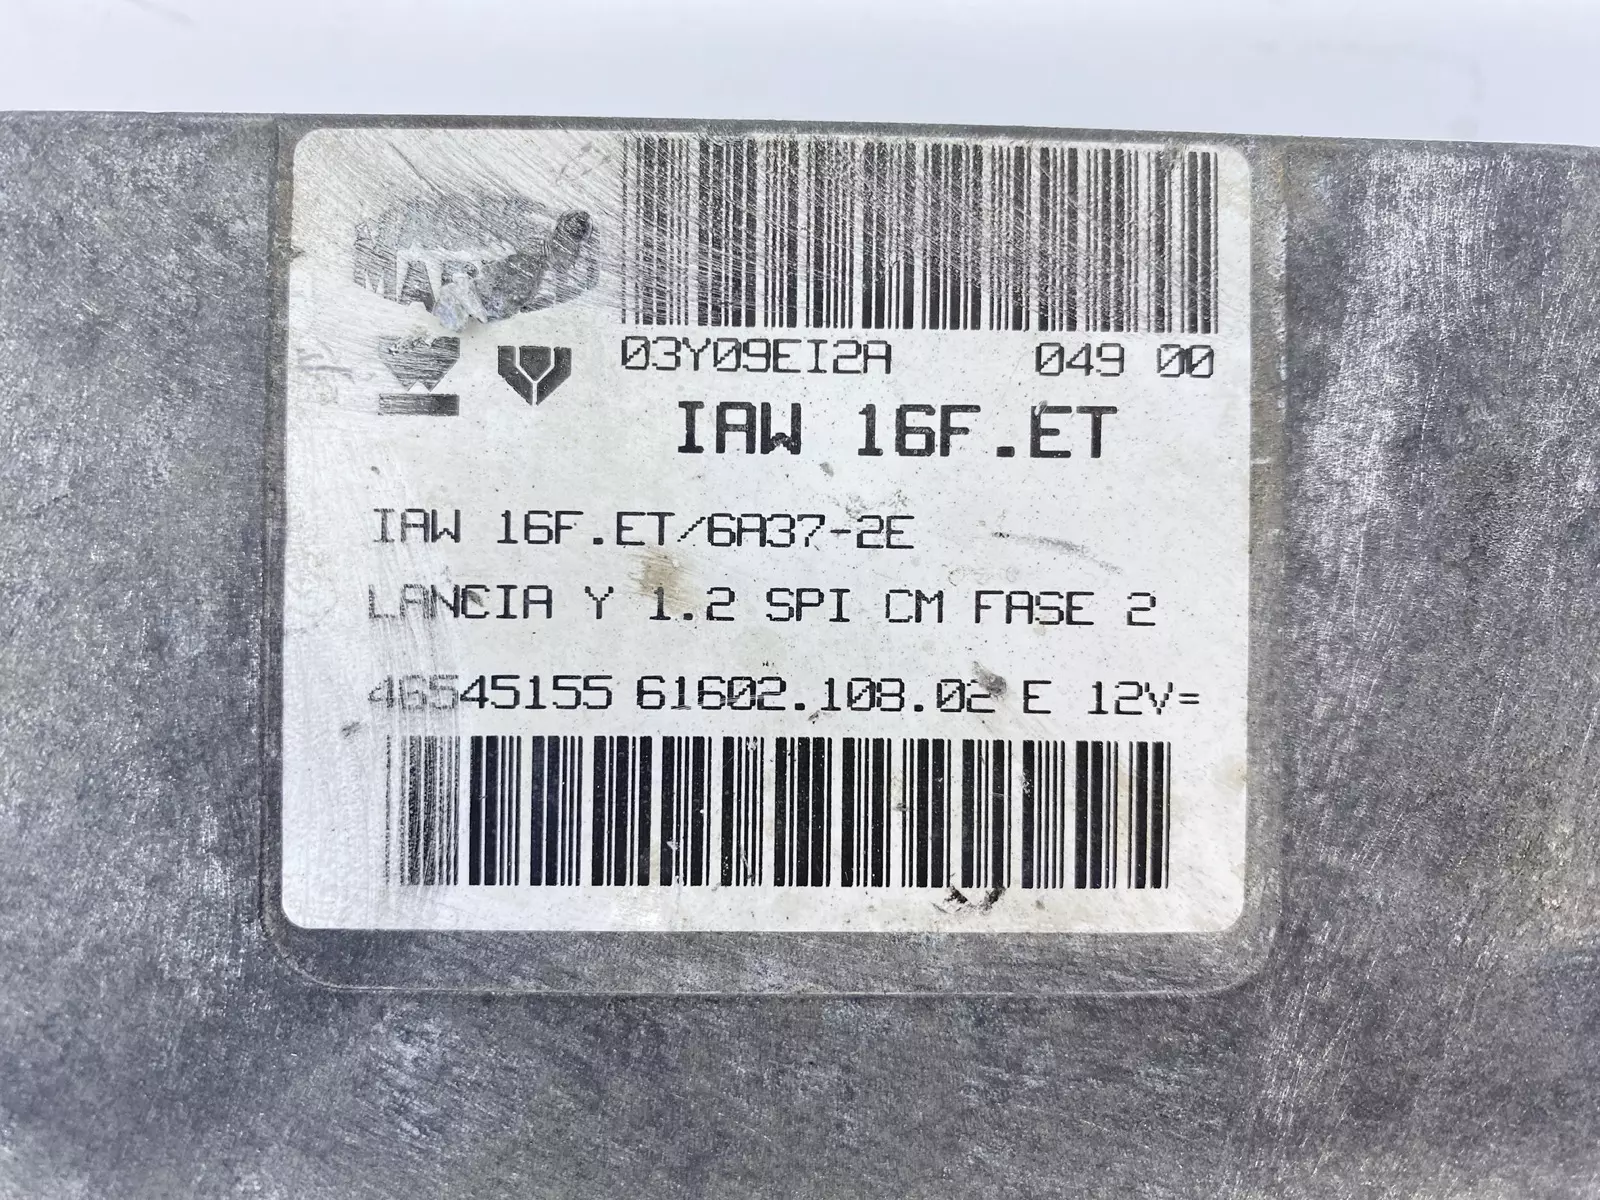 03Y09EI2A 049 00
IAW 16F.ET
IAW 16F.ET/6A37-2E
LANCIA Y 1.2 SPI CM FASE 2
46545155 61602.108.02 E 12V=